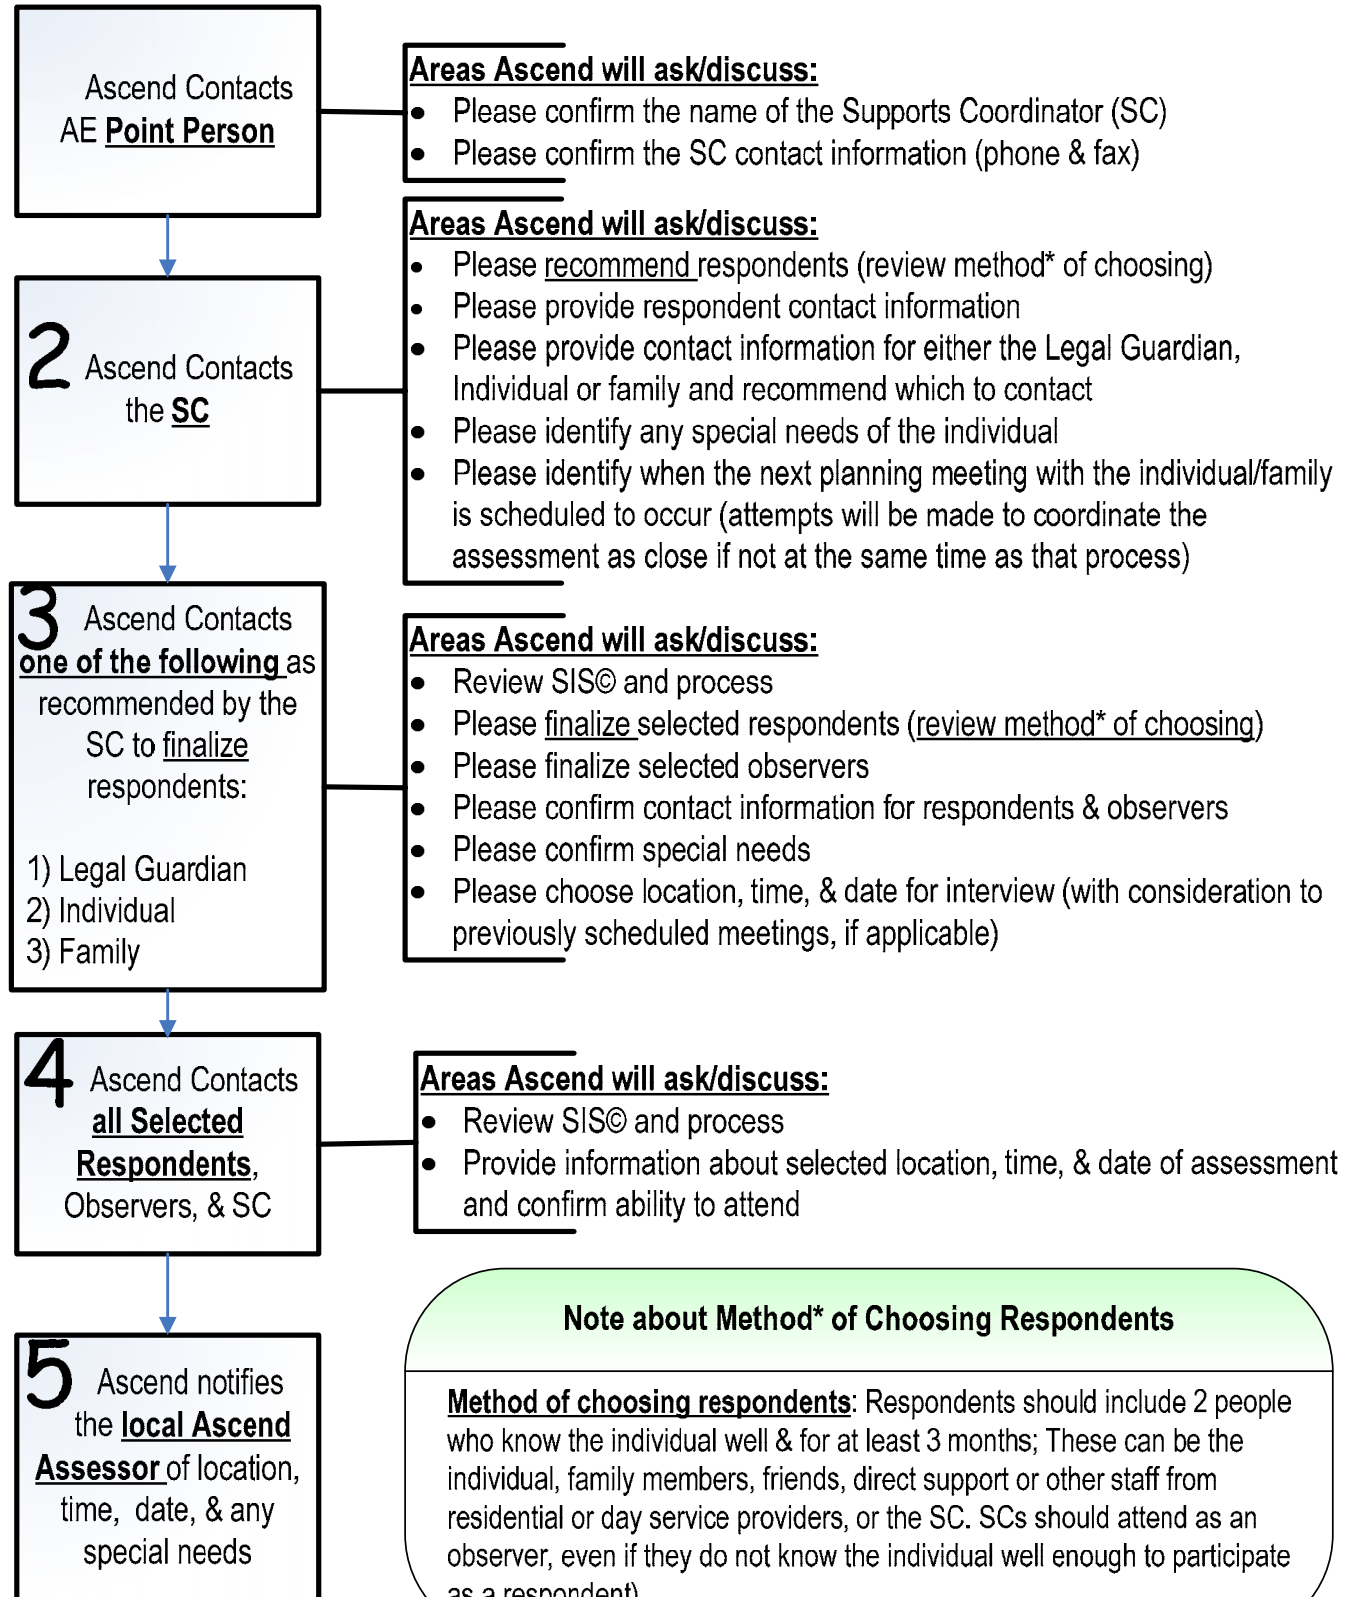 Ascend Contacts
AE Point Person
Areas Ascend will ask/discuss:
• Please confirm the name of the Supports Coordinator (SC)
• Please confirm the SC contact information (phone & fax)
2 Ascend Contacts
the SC
Areas Ascend will ask/discuss:
• Please recommend respondents (review method* of choosing)
• Please provide respondent contact information
• Please provide contact information for either the Legal Guardian,
Individual or family and recommend which to contact
• Please identify any special needs of the individual
• Please identify when the next planning meeting with the individual/family
is scheduled to occur (attempts will be made to coordinate the
assessment as close if not at the same time as that process)
3 Ascend Contacts
one of the following as
recommended by the
SC to finalize
respondents:
1) Legal Guardian
2) Individual
3) Family
Areas Ascend will ask/discuss:
• Review SIS© and process
• Please finalize selected respondents (review method* of choosing)
• Please finalize selected observers
• Please confirm contact information for respondents & observers
• Please confirm special needs
• Please choose location, time, & date for interview (with consideration to
previously scheduled meetings, if applicable)
4 Ascend Contacts
all Selected
Respondents,
Observers, & SC
Areas Ascend will ask/discuss:
• Review SIS© and process
• Provide information about selected location, time, & date of assessment
and confirm ability to attend
5 Ascend notifies
the local Ascend
Assessor of location,
time, date, & any
special needs
Note about Method* of Choosing Respondents
Method of choosing respondents: Respondents should include 2 people
who know the individual well & for at least 3 months; These can be the
individual, family members, friends, direct support or other staff from
residential or day service providers, or the SC. SCs should attend as an
observer, even if they do not know the individual well enough to participate
as a respondent)